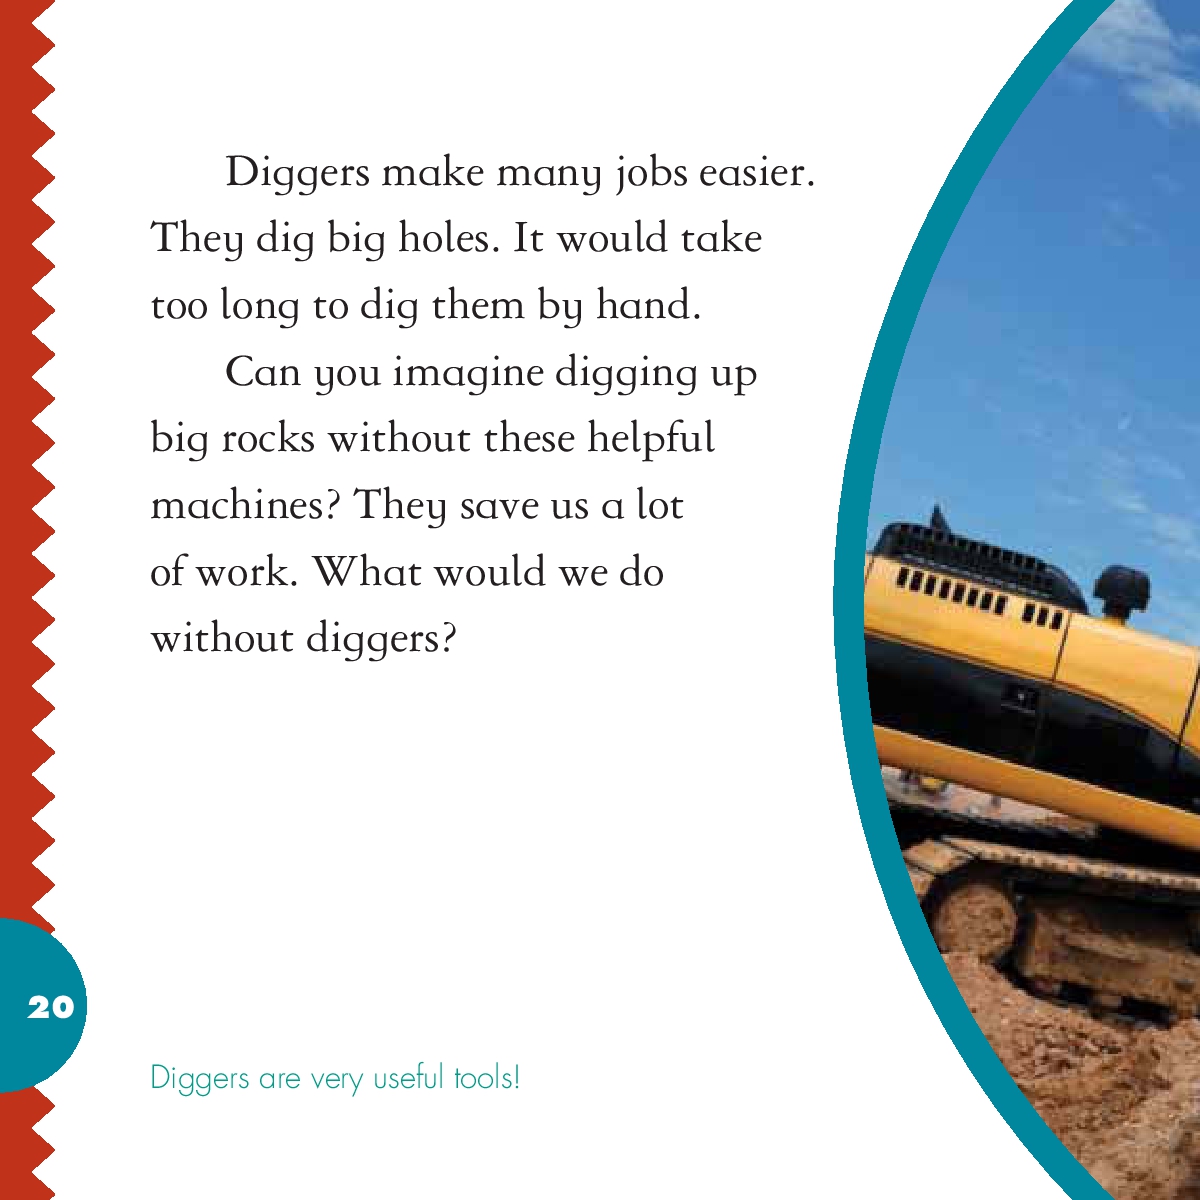 Diggers make many jobs easier.
They dig big holes. It would take
too long to dig them by hand.
Can you imagine digging up
big rocks without these helpful
machines? They save us a lot
of work. What would we do
without diggers?
20
Diggers are very useful tools!